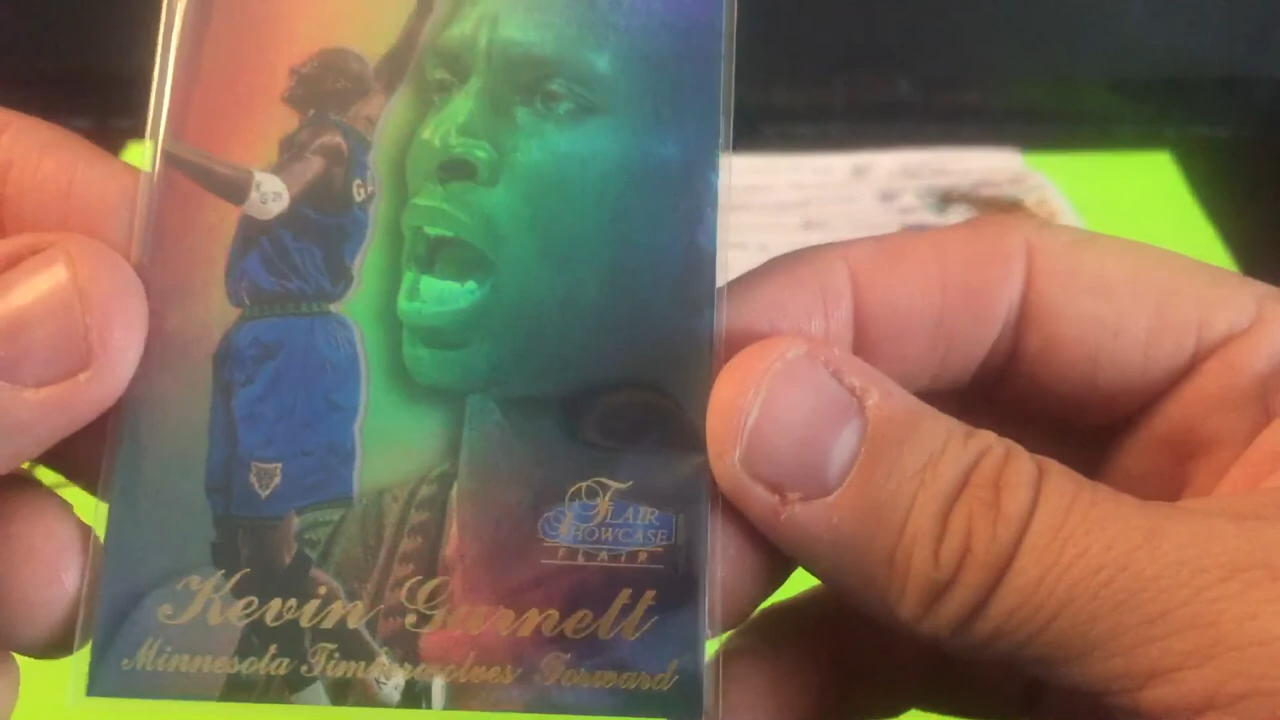 FLAIR
SHOWCASE
FLAIR
Kevin Garnett
Minnesota Timberwolves Forward